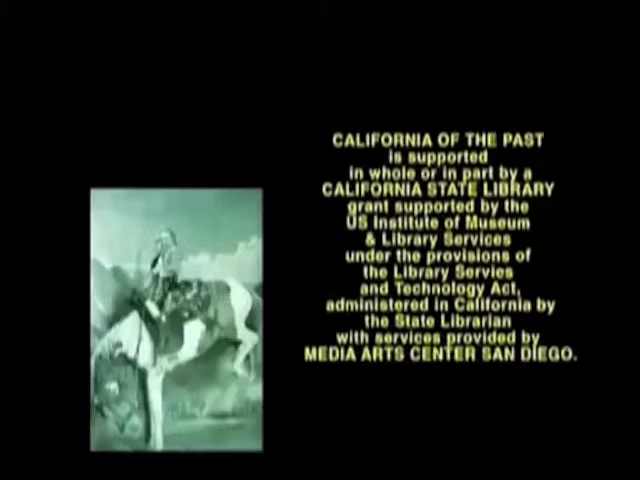 CALIFORNIA OF THE PAST
is supported
in whole or in part by a
CALIFORNIA STATE LIBRARY
grant supported by the
US Institute of Museum
& Library Services
under the provisions of
the Library Servies
and Technology Act,
administered in California by
the State Librarian
with services provided by
MEDIA ARTS CENTER SAN DIEGO.